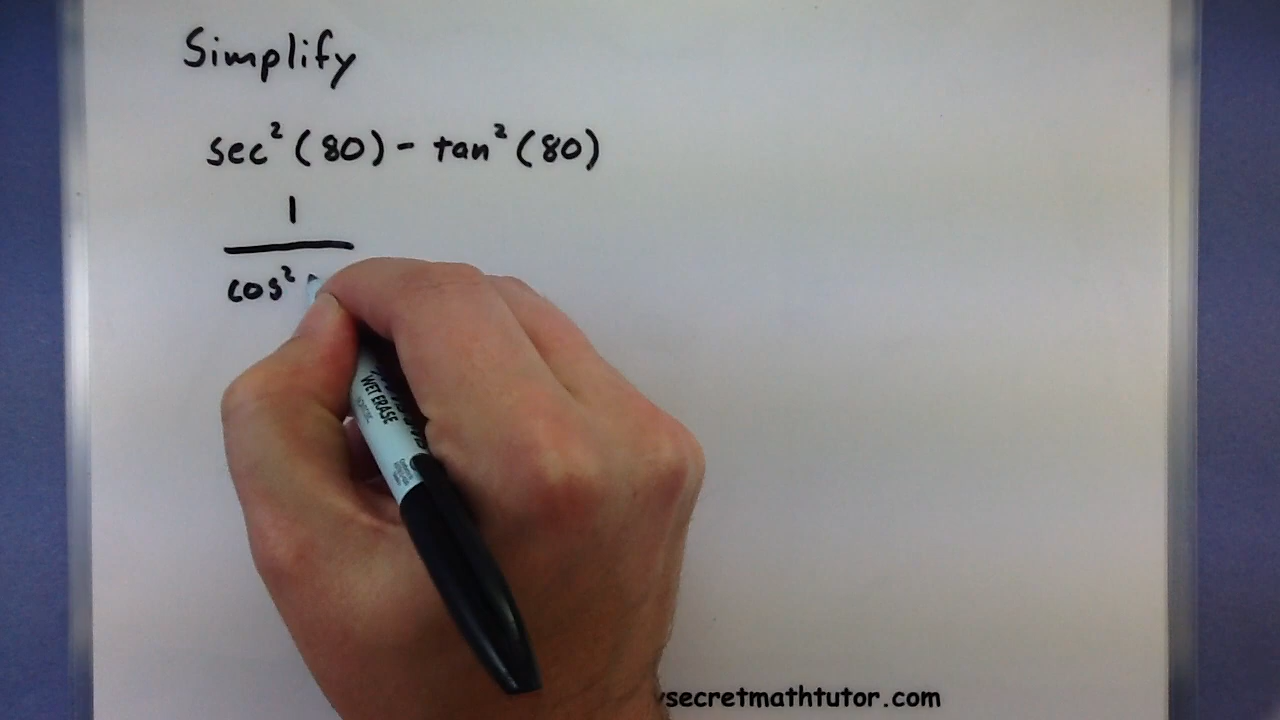 Simplify
sec²(80) - tan²(80)
1
cos²
WET ERASE
secretmathtutor.com